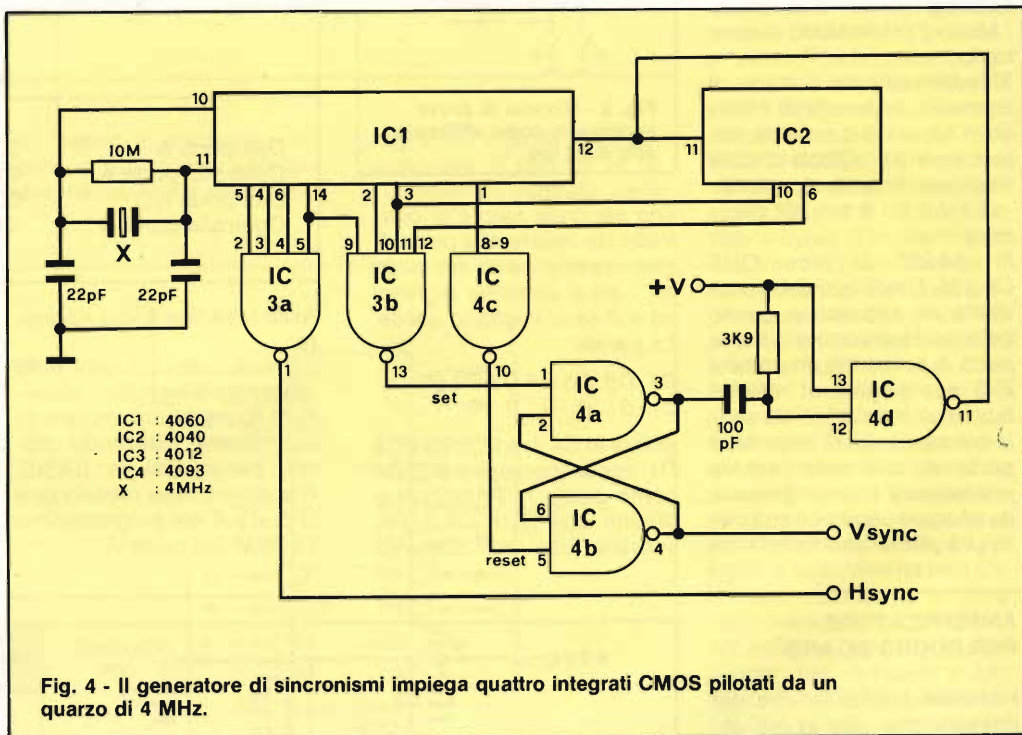 10
IC1
12
11
IC2
10M
11
X
22pF
22pF
5 4 6 14
2 3
1
10 6
2 3 4 5
9 10 11 12
8-9
IC
3a
IC
3b
IC
4c
1
13
10
set
+V
3K9
1
2
IC
4a
3
100
pF
13
12
IC
4d
11
6
5
IC
4b
4
reset
Vsync
Hsync
IC1 : 4060
IC2 : 4040
IC3 : 4012
IC4 : 4093
X : 4MHz
Fig. 4 - Il generatore di sincronismi impiega quattro integrati CMOS pilotati da un
quarzo di 4 MHz.